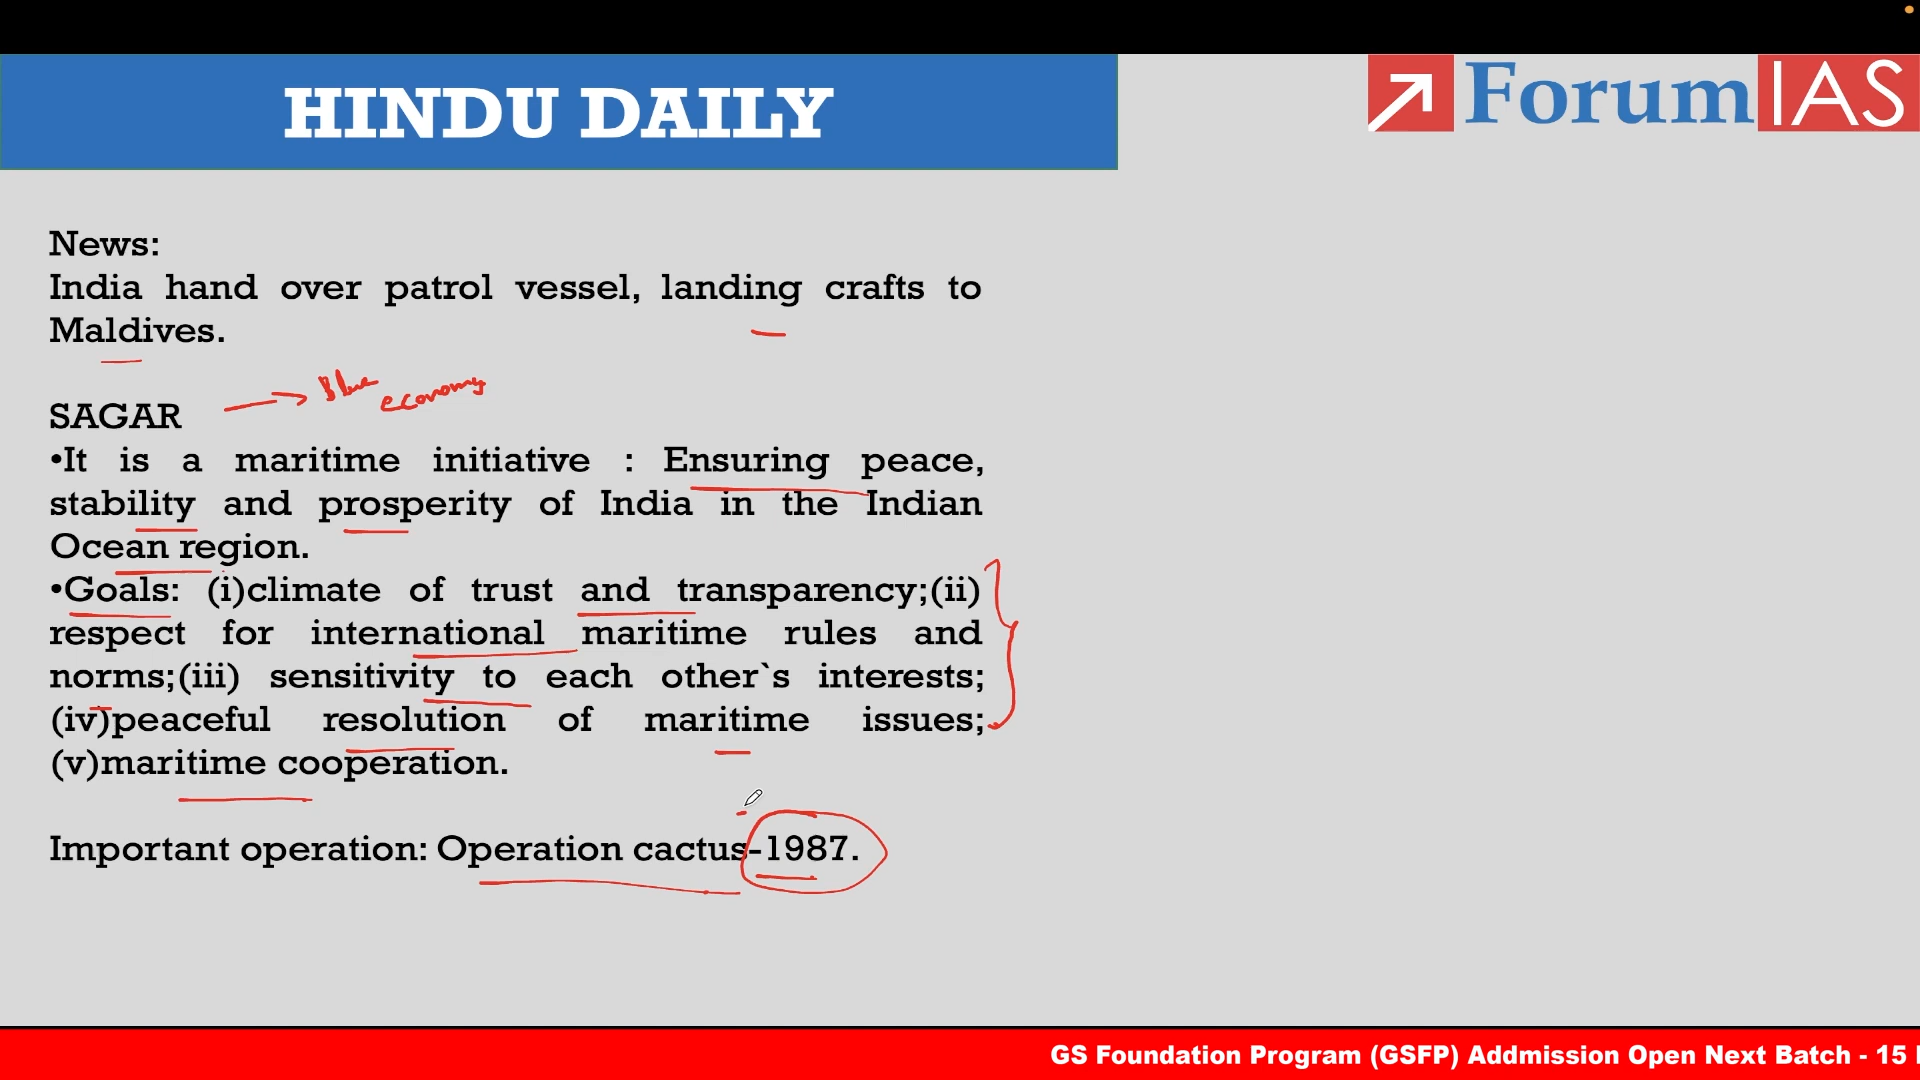 HINDU DAILY
Forum IAS
News:
India hand over patrol vessel, landing crafts to
Maldives.
Blue
economy
SAGAR
•It is a maritime initiative : Ensuring peace,
stability and prosperity of India in the Indian
Ocean region.
•Goals: (i)climate of trust and transparency;(ii)
respect for international maritime rules and
norms;(iii) sensitivity to each other`s interests;
(iv)peaceful resolution of maritime issues;
(v)maritime cooperation.
Important operation: Operation cactus-1987.
GS Foundation Program (GSFP) Addmission Open Next Batch - 15